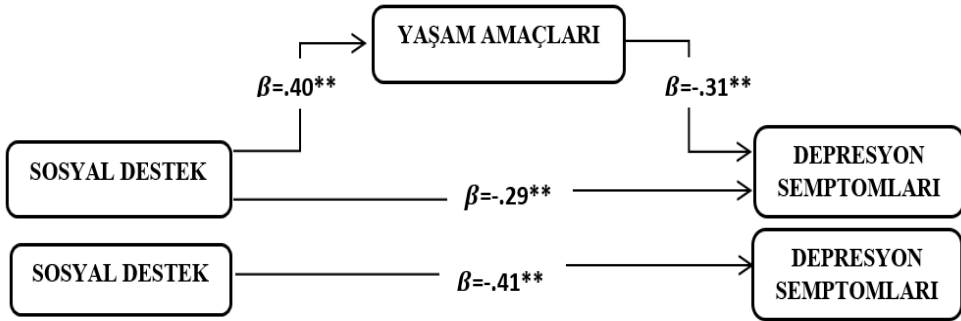 YAŞAM AMAÇLARI
β=.40**
β=-.31**
SOSYAL DESTEK
DEPRESYON
SEMPTOMLARI
β=-.29**
SOSYAL DESTEK
DEPRESYON
SEMPTOMLARI
β=-.41**